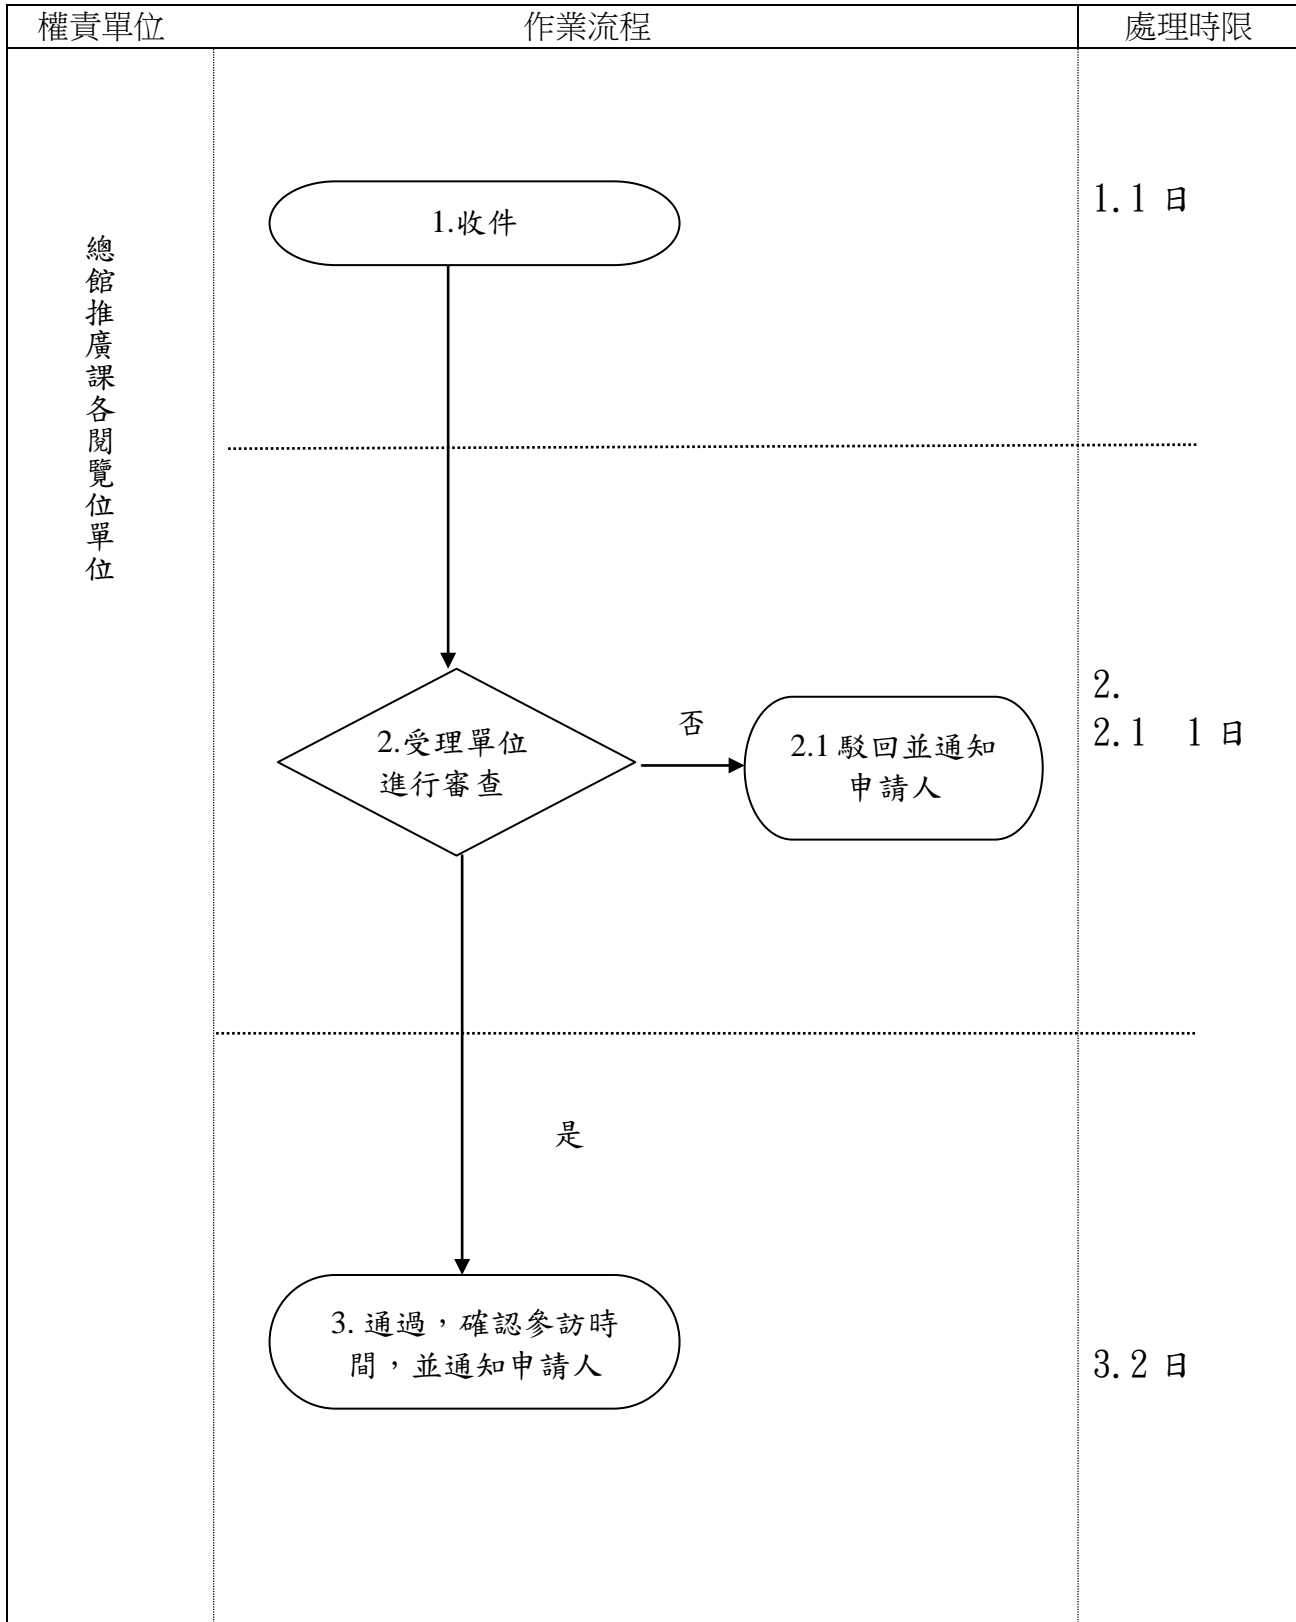 權責單位
作業流程
處理時限
總館推廣課各閱覽位單位
1.收件
1.1 日
2.受理單位
進行審查
否
2.1 駁回並通知
申請人
2.
2.1 1 日
是
3. 通過，確認參訪時
間，並通知申請人
3.2 日